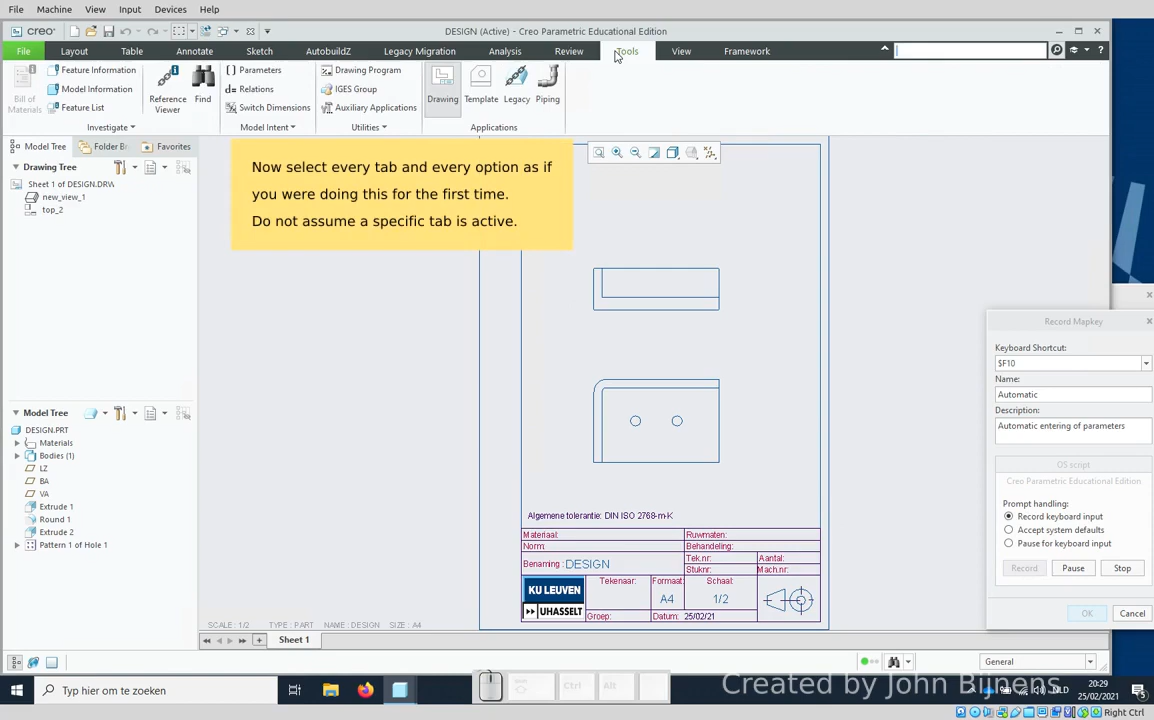 File Machine View Input Devices Help
creo DESIGN (Active) - Creo Parametric Educational Edition
File Layout Table Annotate Sketch AutobuildZ Legacy Migration Analysis Review Tools View Framework
Bill of Materials
Feature Information
Model Information
Feature List
Reference Viewer
Find
Parameters
Relations
Switch Dimensions
Drawing Program
IGES Group
Auxiliary Applications
Drawing Template Legacy Piping
Investigate Model Intent Utilities Applications
Model Tree Folder Br Favorites
Drawing Tree
Sheet 1 of DESIGN.DRW
new_view_1
top_2
Now select every tab and every option as if
you were doing this for the first time.
Do not assume a specific tab is active.
Model Tree
DESIGN.PRT
Materials
Bodies (1)
LZ
BA
VA
Extrude 1
Round 1
Extrude 2
Pattern 1 of Hole 1
Algemene tolerantie: DIN ISO 2768-m-K
Materiaal: Ruwmaten:
Norm: Behandeling:
Benaming: DESIGN
Tek.nr: Aantal:
Stuknr: Mach.nr:
KU LEUVEN
UHASSELT
Tekenaar: Formaat: Schaal:
A4 1/2
Groep: Datum: 25/02/21
SCALE : 1/2 TYPE : PART NAME : DESIGN SIZE : A4
Sheet 1
Record Mapkey
Keyboard Shortcut:
$F10
Name:
Automatic
Description:
Automatic entering of parameters
OS script
Creo Parametric Educational Edition
Prompt handling:
Record keyboard input
Accept system defaults
Pause for keyboard input
Record Pause Stop
OK Cancel
General
Typ hier om te zoeken
Ctrl Alt
Created by John Bijnens
NLD
20:29
25/02/2021
5
Right Ctrl